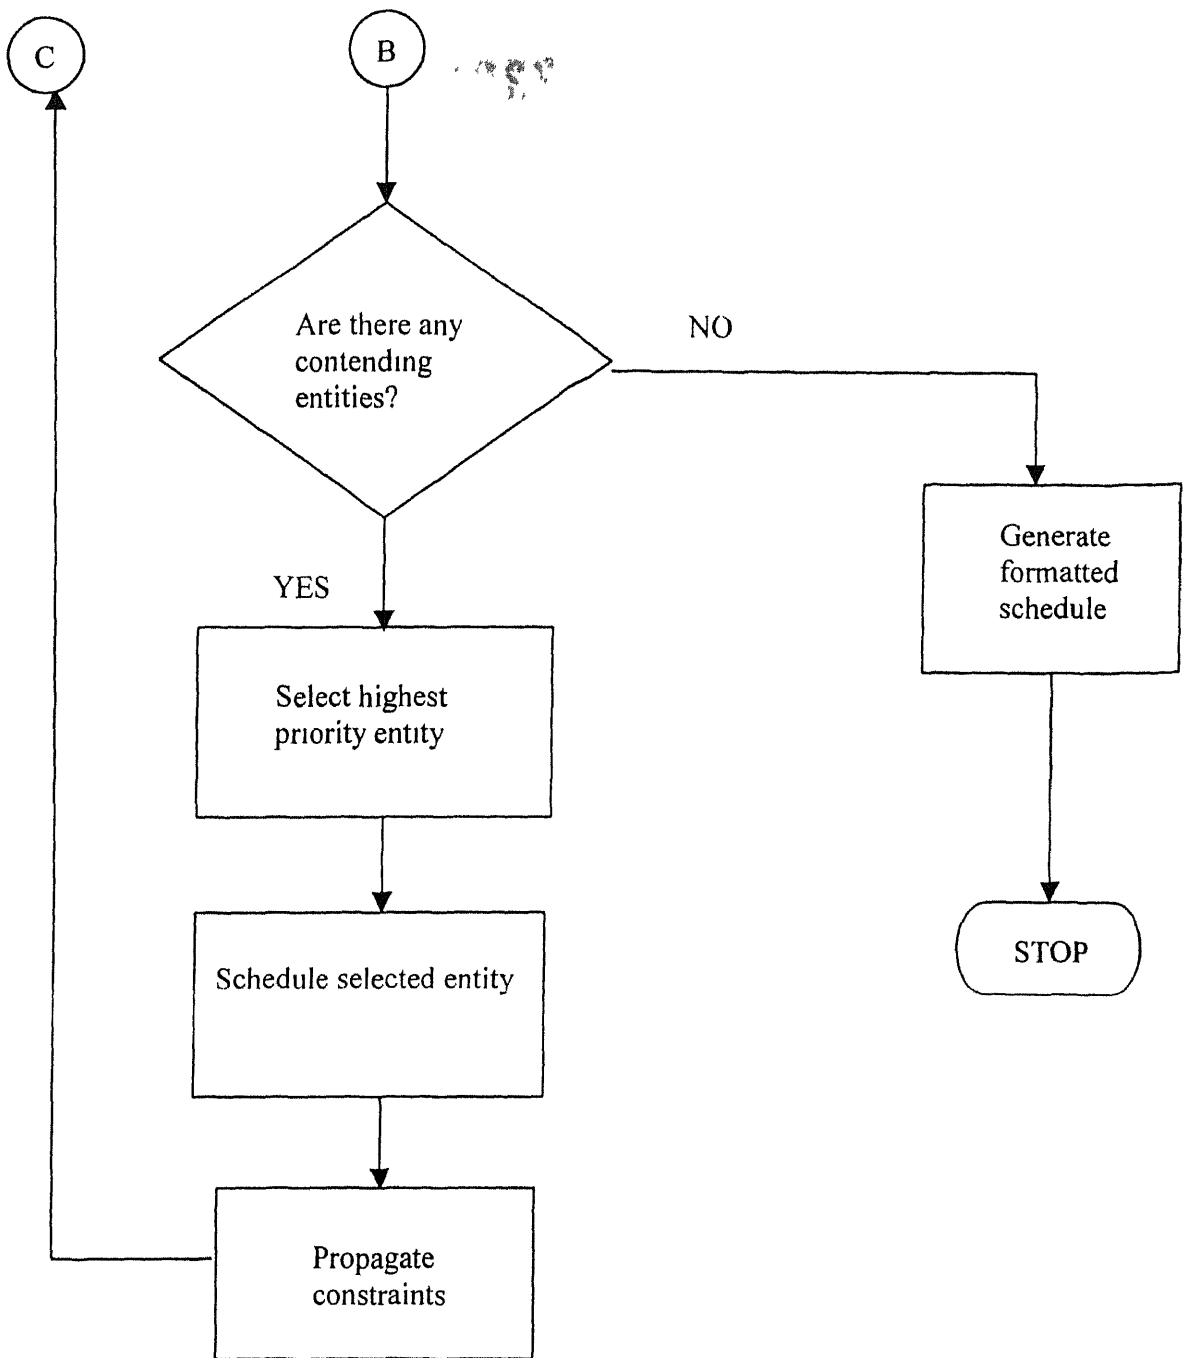 C
B
Are there any
contending
entities?
NO
Generate
formatted
schedule
YES
Select highest
priority entity
Schedule selected entity
STOP
Propagate
constraints